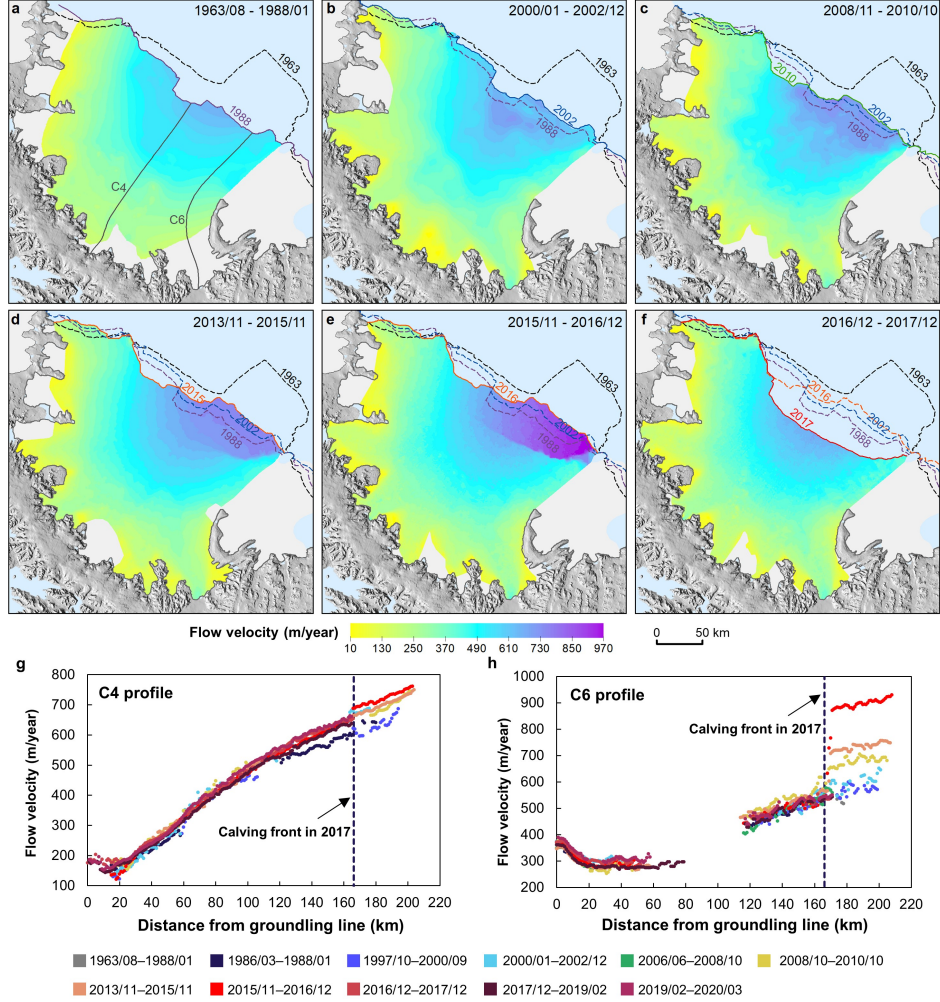 a
1963/08 - 1988/01
1963
1988
C4
C6
b
2000/01 - 2002/12
1963
2002
1988
c
2008/11 - 2010/10
1963
2010
2002
1988
d
2013/11 - 2015/11
1963
2015
2002
1988
e
2015/11 - 2016/12
1963
2016
2002
1988
f
2016/12 - 2017/12
1963
2016
2002
1988
2017
Flow velocity (m/year)
10 130 250 370 490 610 730 850 970
0 50 km
g
C4 profile
Calving front in 2017
Flow velocity (m/year)
800
700
600
500
400
300
200
100
0 20 40 60 80 100 120 140 160 180 200 220
Distance from groundling line (km)
h
C6 profile
Calving front in 2017
Flow velocity (m/year)
1000
900
800
700
600
500
400
300
200
0 20 40 60 80 100 120 140 160 180 200 220
Distance from groundling line (km)
1963/08–1988/01 1986/03–1988/01 1997/10–2000/09 2000/01–2002/12 2006/06–2008/10 2008/10–2010/10
2013/11–2015/11 2015/11–2016/12 2016/12–2017/12 2017/12–2019/02 2019/02–2020/03